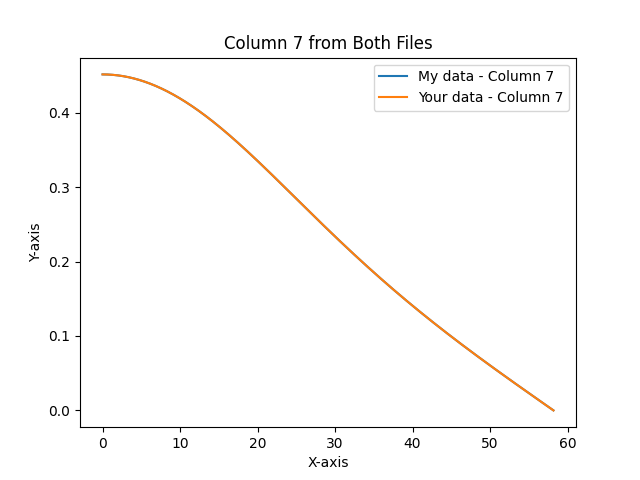 Column 7 from Both Files
My data - Column 7
Your data - Column 7
Y-axis
0.4
0.3
0.2
0.1
0.0
0 10 20 30 40 50 60
X-axis